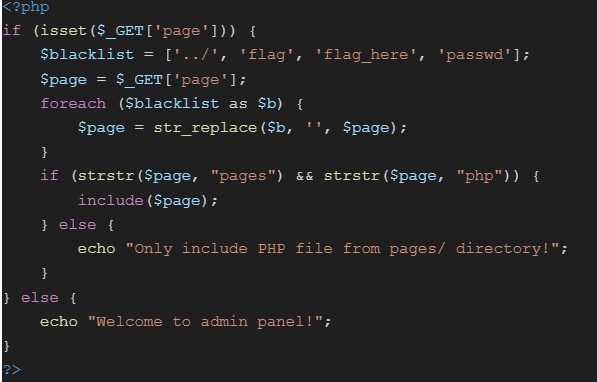 <?php
if (isset($_GET['page'])) {
    $blacklist = ['../', 'flag', 'flag_here', 'passwd'];
    $page = $_GET['page'];
    foreach ($blacklist as $b) {
        $page = str_replace($b, '', $page);
    }
    if (strstr($page, "pages") && strstr($page, "php")) {
        include($page);
    } else {
        echo "Only include PHP file from pages/ directory!";
    }
} else {
    echo "Welcome to admin panel!";
}
?>